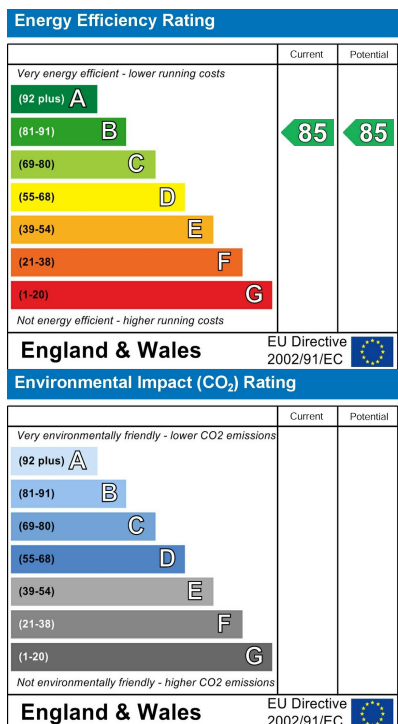 Energy Efficiency Rating
Current Potential
Very energy efficient - lower running costs
(92 plus) A
(81-91) B
85 85
(69-80) C
(55-68) D
(39-54) E
(21-38) F
(1-20) G
Not energy efficient - higher running costs
England & Wales
EU Directive
2002/91/EC
Environmental Impact (CO₂) Rating
Current Potential
Very environmentally friendly - lower CO2 emissions
(92 plus) A
(81-91) B
(69-80) C
(55-68) D
(39-54) E
(21-38) F
(1-20) G
Not environmentally friendly - higher CO2 emissions
England & Wales
EU Directive
2002/91/EC